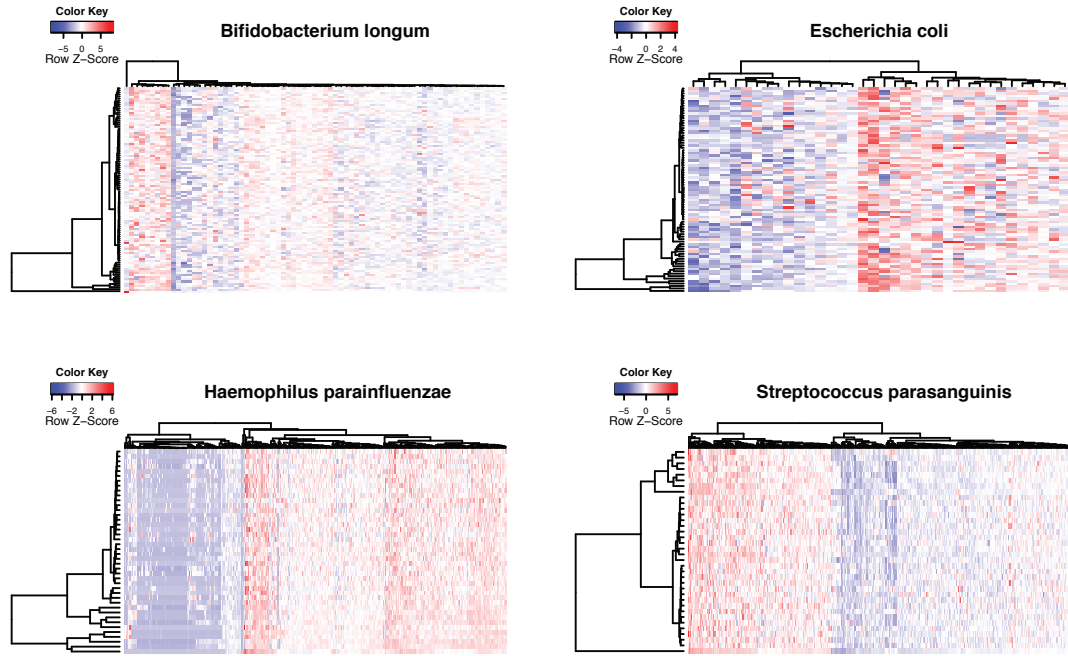 Color Key
−5 0 5
Row Z−Score
Bifidobacterium longum
Color Key
−4 −2 0 2 4
Row Z−Score
Escherichia coli
Color Key
−6 −2 2 6
Row Z−Score
Haemophilus parainfluenzae
Color Key
−5 0 5
Row Z−Score
Streptococcus parasanguinis